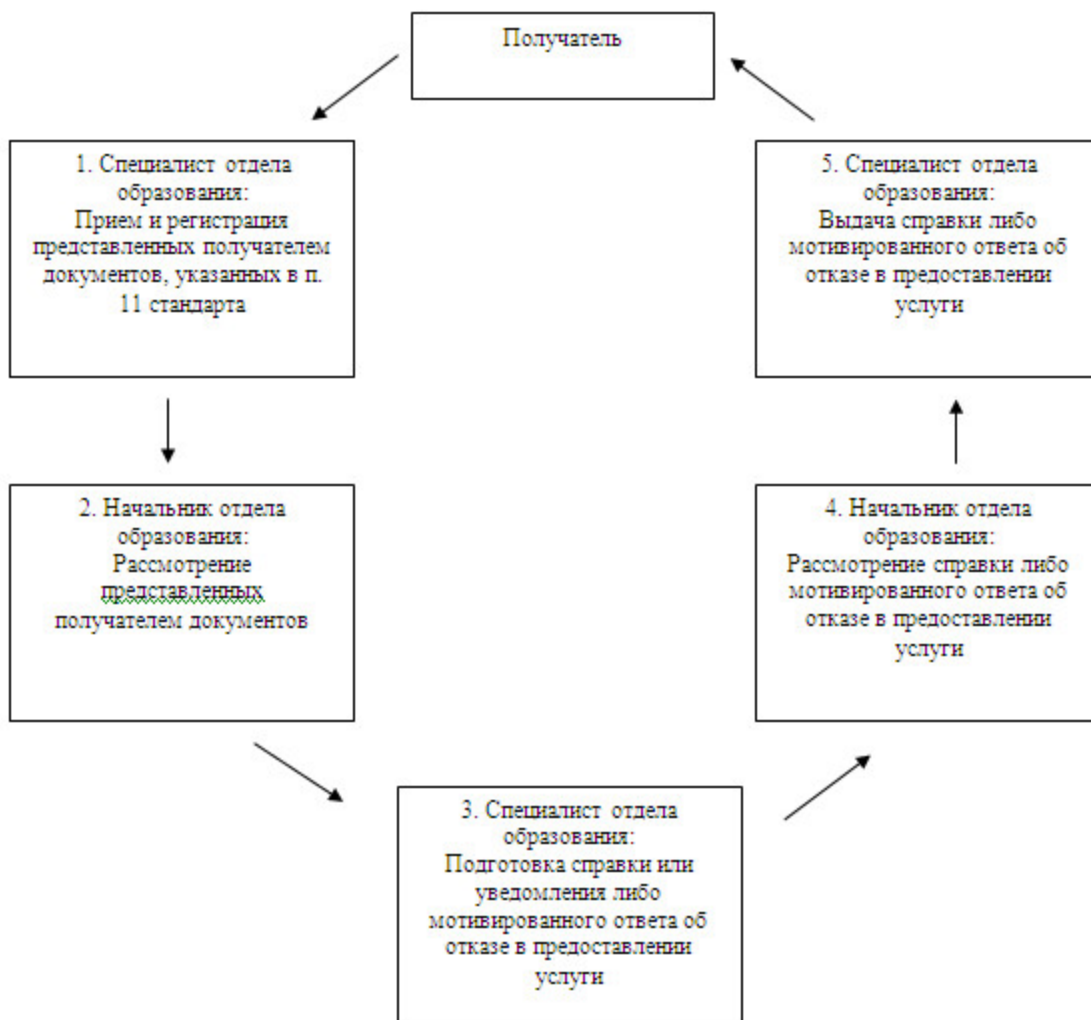 Получатель
1. Специалист отдела
образования:
Прием и регистрация
представленных получателем
документов, указанных в п.
11 стандарта
2. Начальник отдела
образования:
Рассмотрение
представленных
получателем документов
3. Специалист отдела
образования:
Подготовка справки или
уведомления либо
мотивированного ответа об
отказе в предоставлении
услуги
4. Начальник отдела
образования:
Рассмотрение справки либо
мотивированного ответа об
отказе в предоставлении
услуги
5. Специалист отдела
образования:
Выдача справки либо
мотивированного ответа об
отказе в предоставлении
услуги